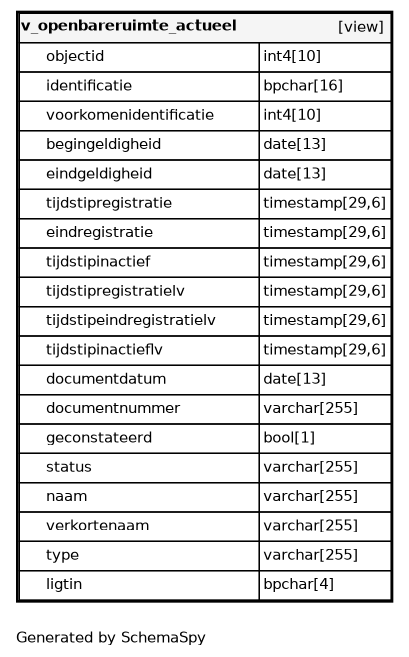 v_openbareruimte_actueel [view]
objectid int4[10]
identificatie bpchar[16]
voorkomenidentificatie int4[10]
begingeldigheid date[13]
eindgeldigheid date[13]
tijdstipregistratie timestamp[29,6]
eindregistratie timestamp[29,6]
tijdstipinactief timestamp[29,6]
tijdstipregistratielv timestamp[29,6]
tijdstipeindregistratielv timestamp[29,6]
tijdstipinactieflv timestamp[29,6]
documentdatum date[13]
documentnummer varchar[255]
geconstateerd bool[1]
status varchar[255]
naam varchar[255]
verkortenaam varchar[255]
type varchar[255]
ligtin bpchar[4]
Generated by SchemaSpy